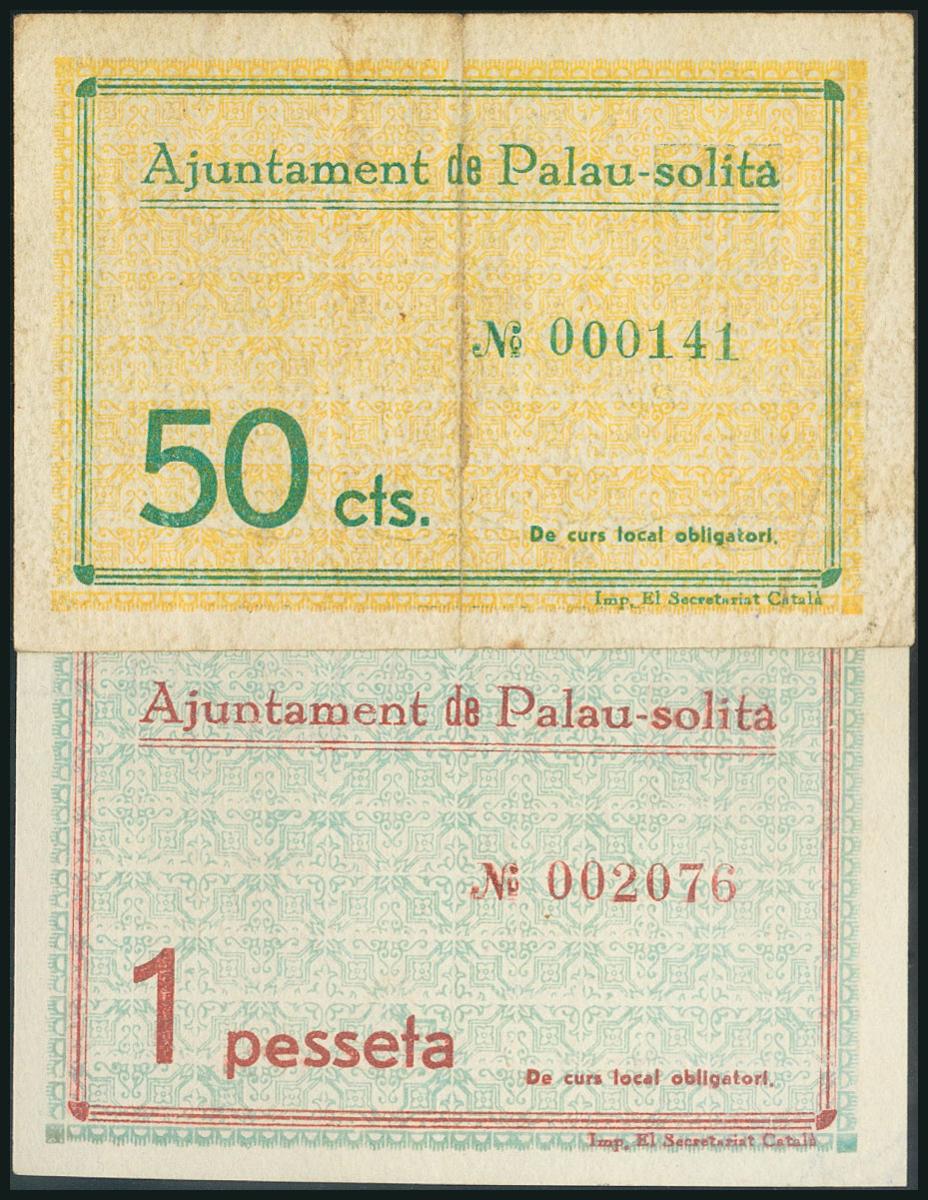 Ajuntament de Palau-solità
№ 000141
50 cts.
De curs local obligatori.
Imp. El Secretariat Català
Ajuntament de Palau-solità
№ 002076
1 pesseta
De curs local obligatori.
Imp. El Secretariat Català